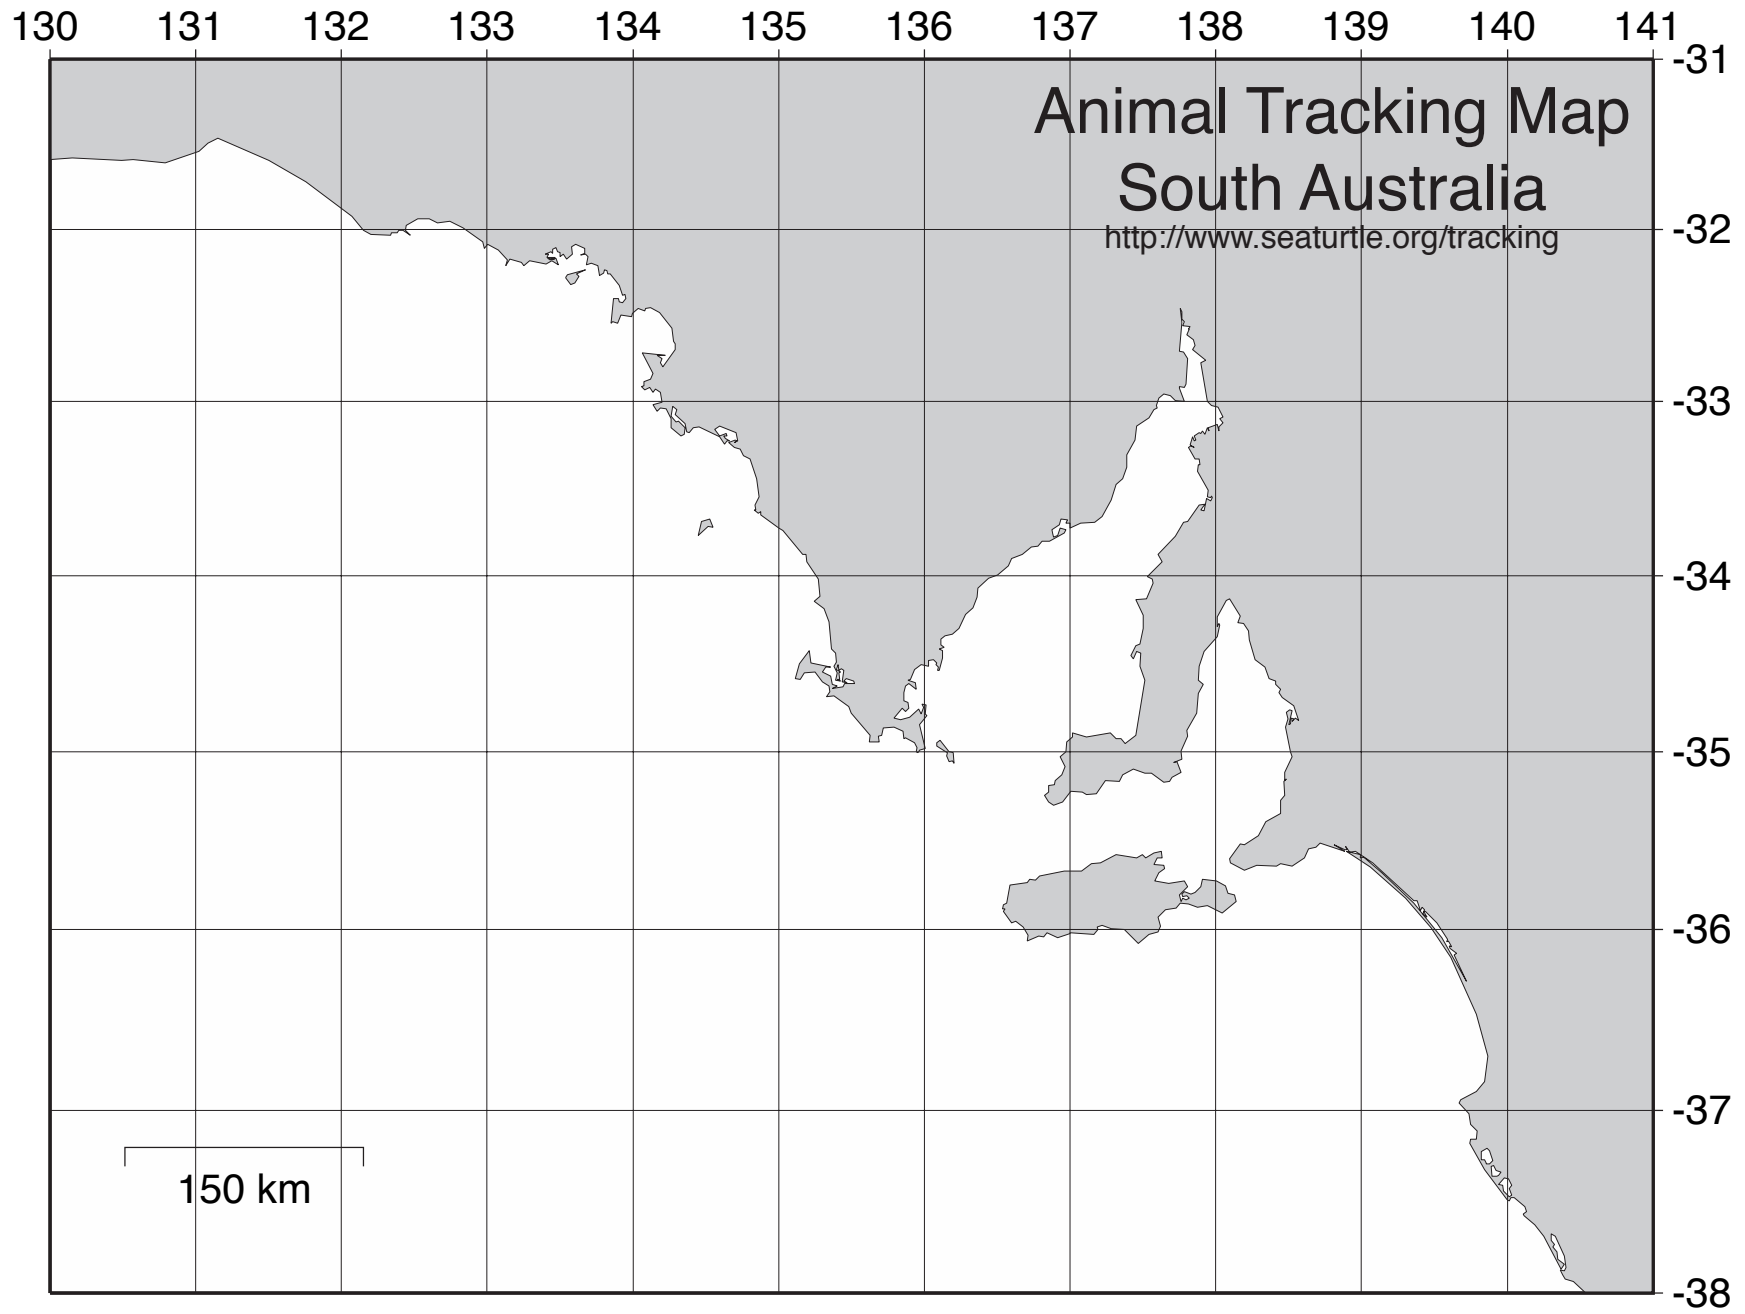 130 131 132 133 134 135 136 137 138 139 140 141
-31
Animal Tracking Map
South Australia
-32
http://www.seaturtle.org/tracking
-33
-34
-35
-36
-37
150 km
-38